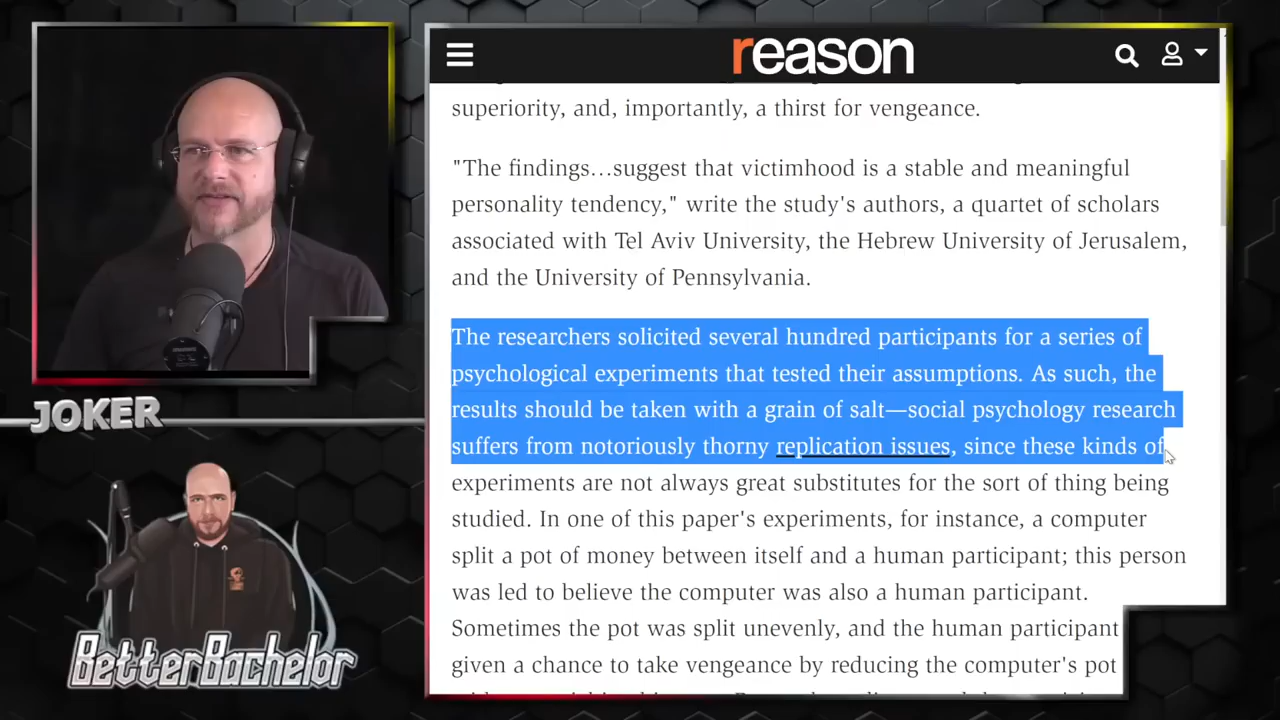 reason
superiority, and, importantly, a thirst for vengeance.
"The findings…suggest that victimhood is a stable and meaningful
personality tendency," write the study's authors, a quartet of scholars
associated with Tel Aviv University, the Hebrew University of Jerusalem,
and the University of Pennsylvania.
The researchers solicited several hundred participants for a series of
psychological experiments that tested their assumptions. As such, the
results should be taken with a grain of salt—social psychology research
suffers from notoriously thorny replication issues, since these kinds of
experiments are not always great substitutes for the sort of thing being
studied. In one of this paper's experiments, for instance, a computer
split a pot of money between itself and a human participant; this person
was led to believe the computer was also a human participant.
Sometimes the pot was split unevenly, and the human participant
given a chance to take vengeance by reducing the computer's pot
JOKER
BetterBachelor